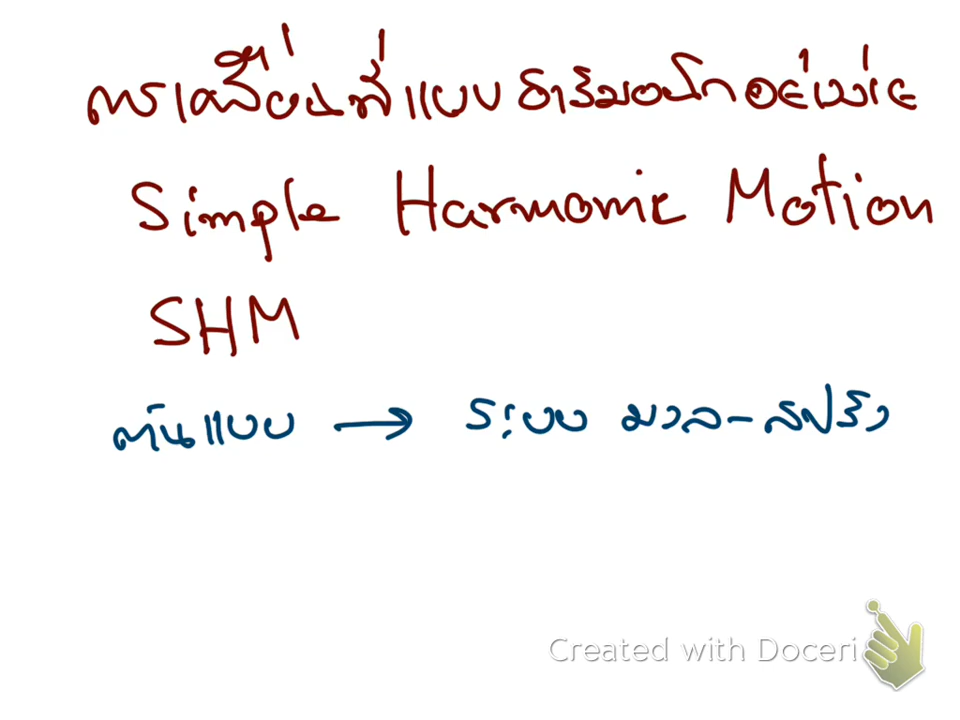 การเคลื่อนที่แบบฮาร์มอนิกอย่างง่าย
Simple Harmonic Motion
SHM
ต้นแบบ → ระบบ มวล-สปริง
Created with Doceri